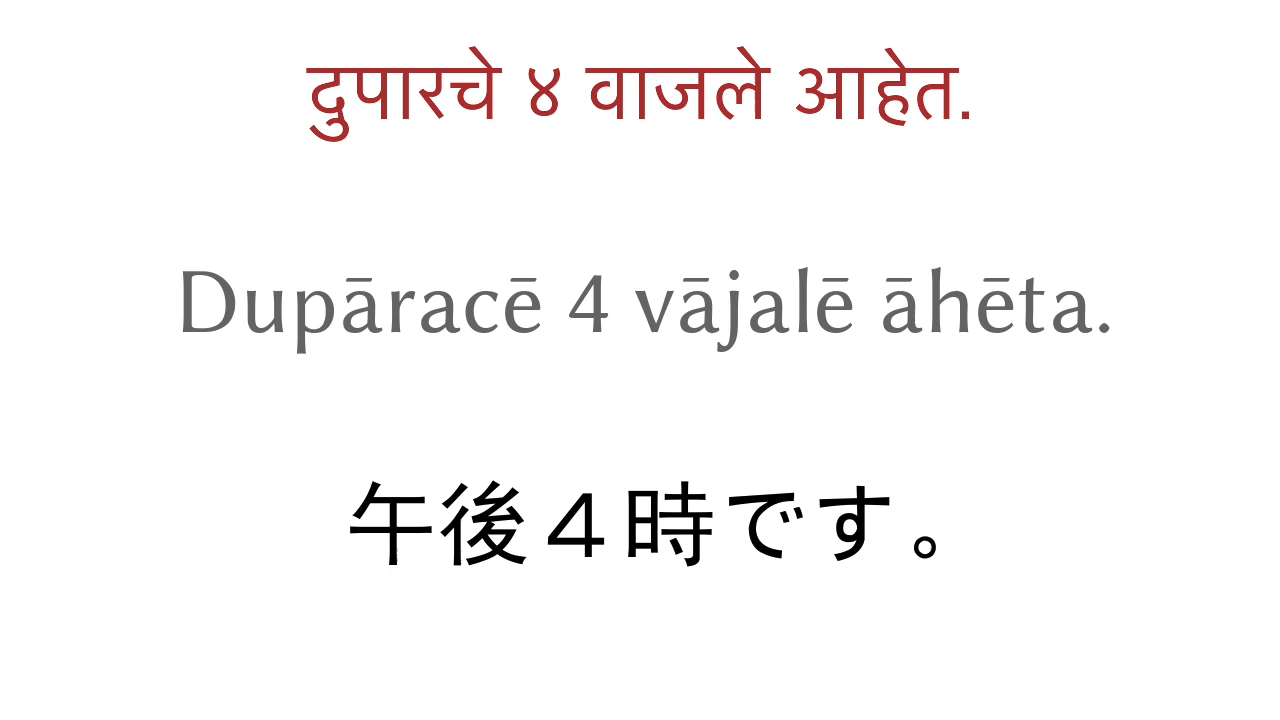 दुपारचे ४ वाजले आहेत.
Dupāracē 4 vājalē āhēta.
午後４時です。